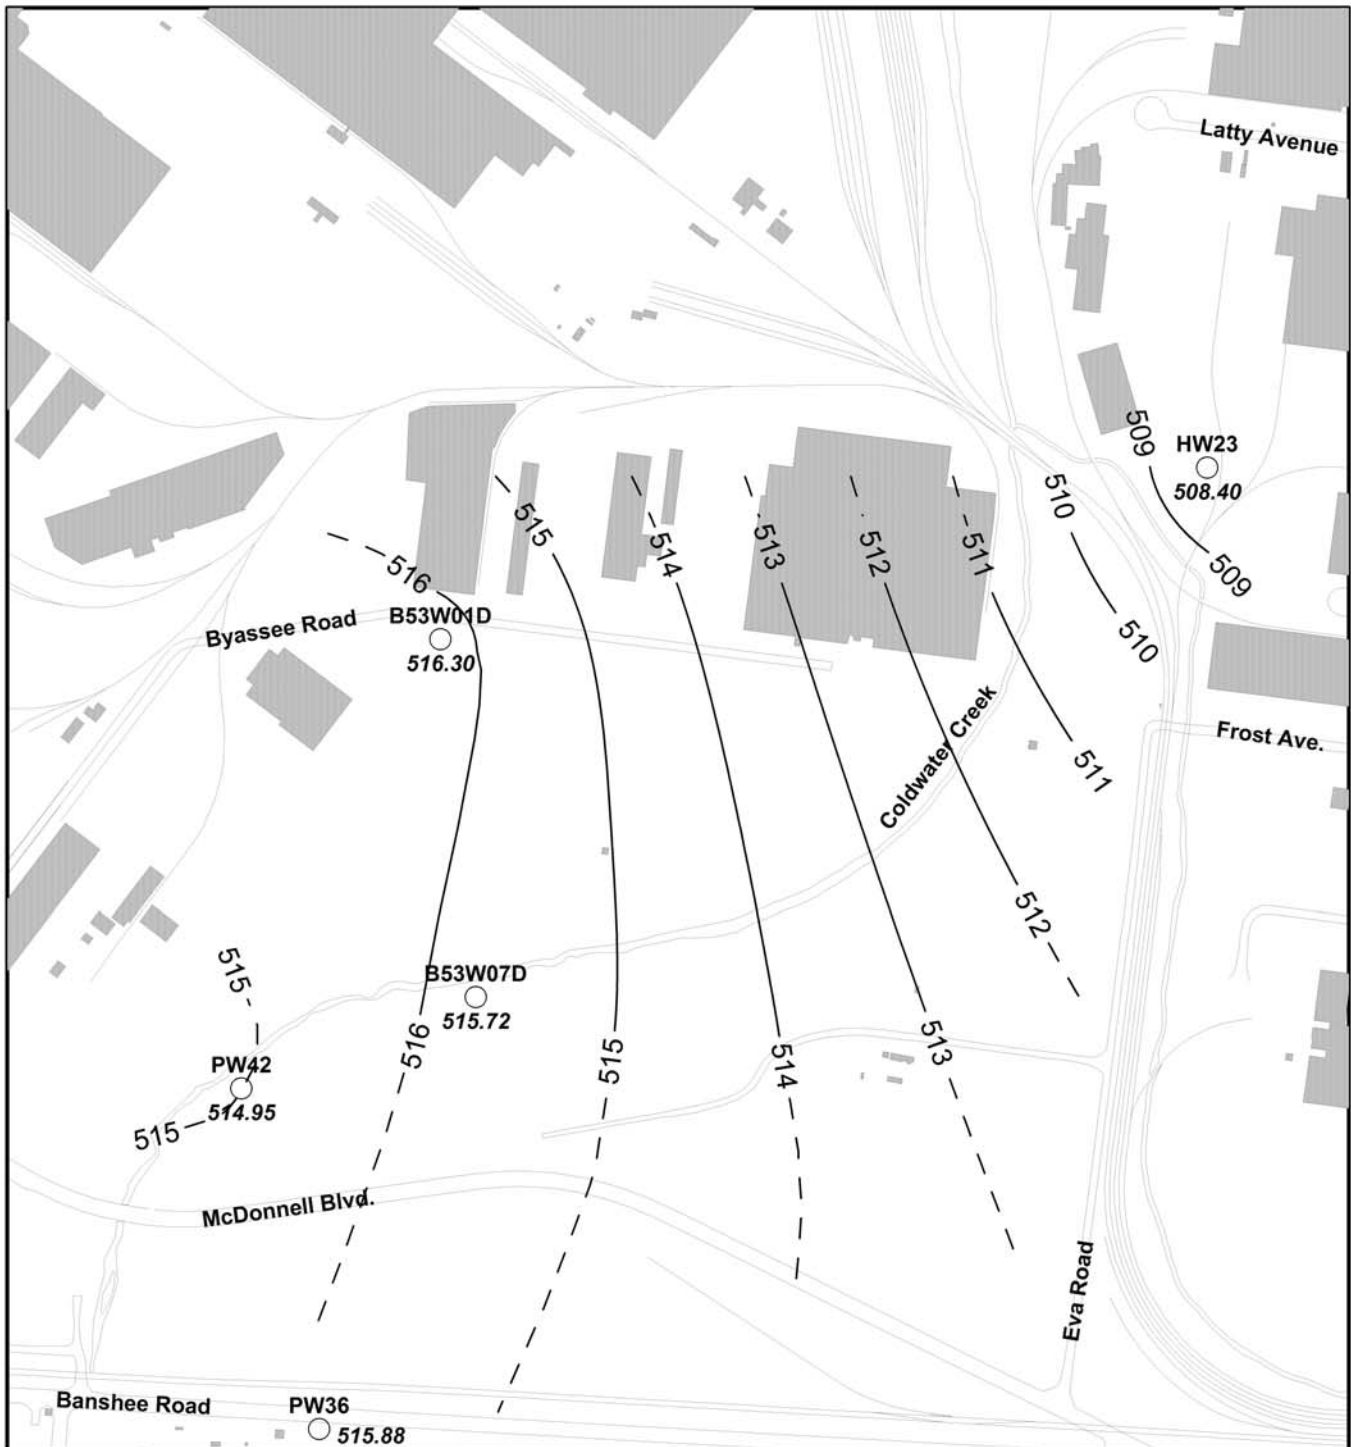 Latty Avenue
509
HW23
508.40
510
515
514
513
512
511
516
509
B53W01D
Byassee Road
516.30
510
Coldwater Creek
Frost Ave.
511
512
515
B53W07D
515.72
516
515
514
513
PW42
514.95
515
McDonnell Blvd.
Eva Road
Banshee Road
PW36
515.88